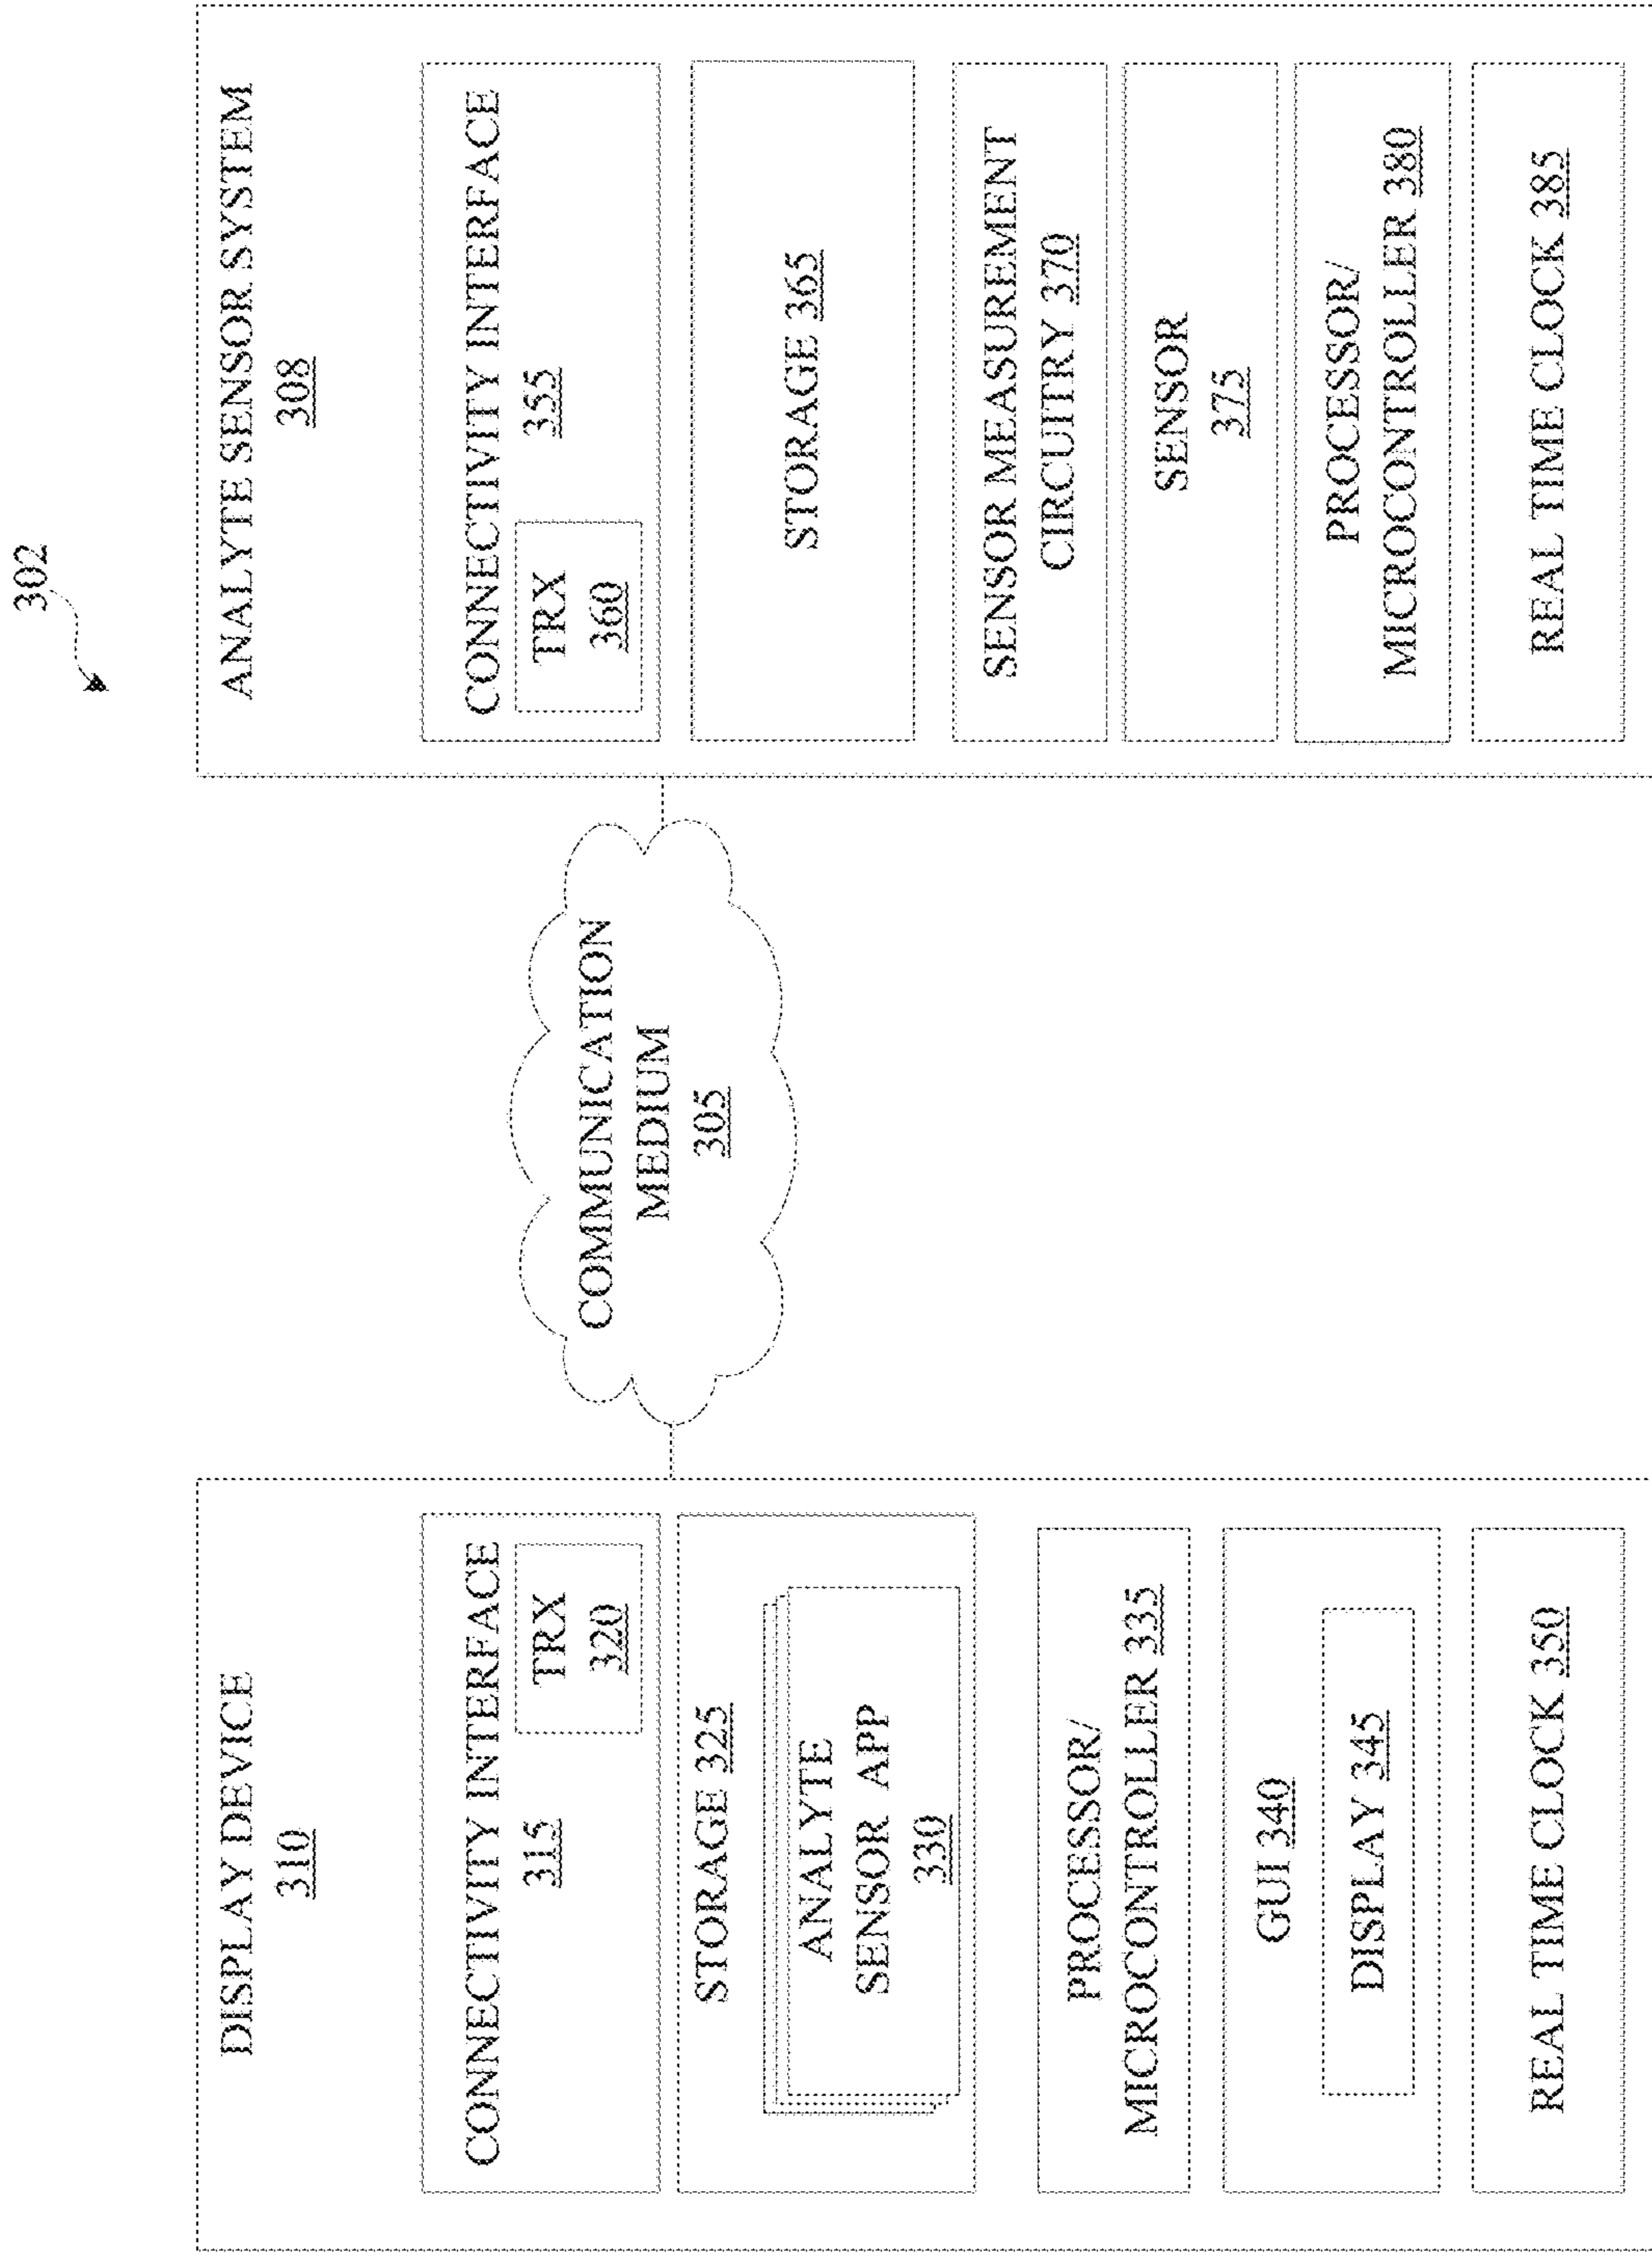 302
DISPLAY DEVICE
310
CONNECTIVITY INTERFACE
315
TRX
320
STORAGE 325
ANALYTE
SENSOR APP
330
PROCESSOR/
MICROCONTROLLER 335
GUI 340
DISPLAY 345
REAL TIME CLOCK 350
COMMUNICATION
MEDIUM
305
ANALYTE SENSOR SYSTEM
308
CONNECTIVITY INTERFACE
355
TRX
360
STORAGE 365
SENSOR MEASUREMENT
CIRCUITRY 370
SENSOR
375
PROCESSOR/
MICROCONTROLLER 380
REAL TIME CLOCK 385